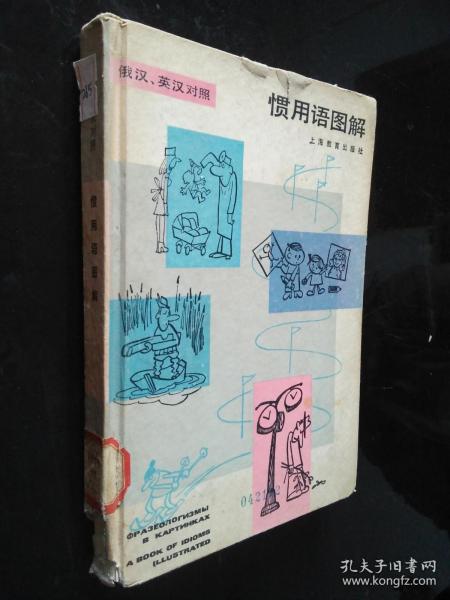 俄汉、英汉对照
惯用语图解
上海教育出版社
对照
惯用语图解
ФРАЗЕОЛОГИЗМЫ
В КАРТИНКАХ
A BOOK OF IDIOMS
ILLUSTRATED
孔夫子旧书网
www.kongfz.com